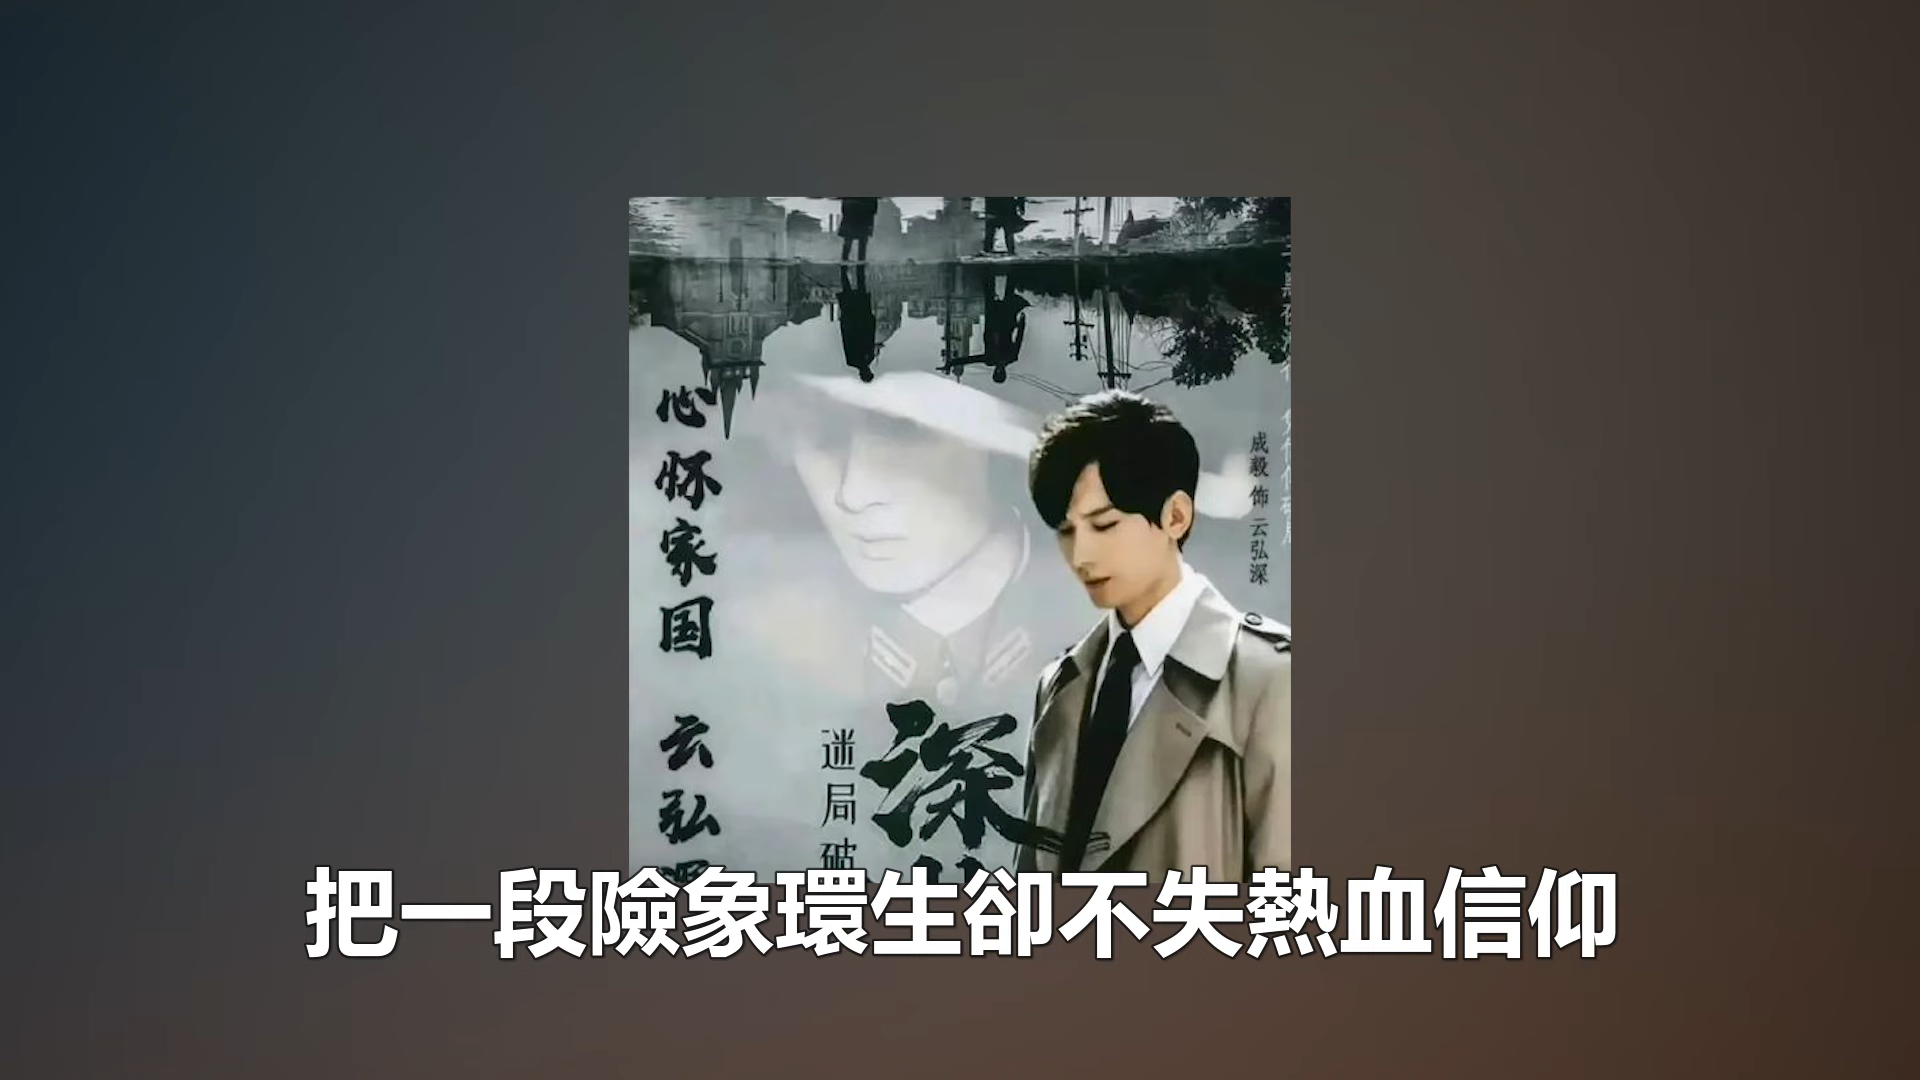 心怀家国
云弘深
迷局破
深
成毅 饰 云弘深
把一段險象環生卻不失熱血信仰